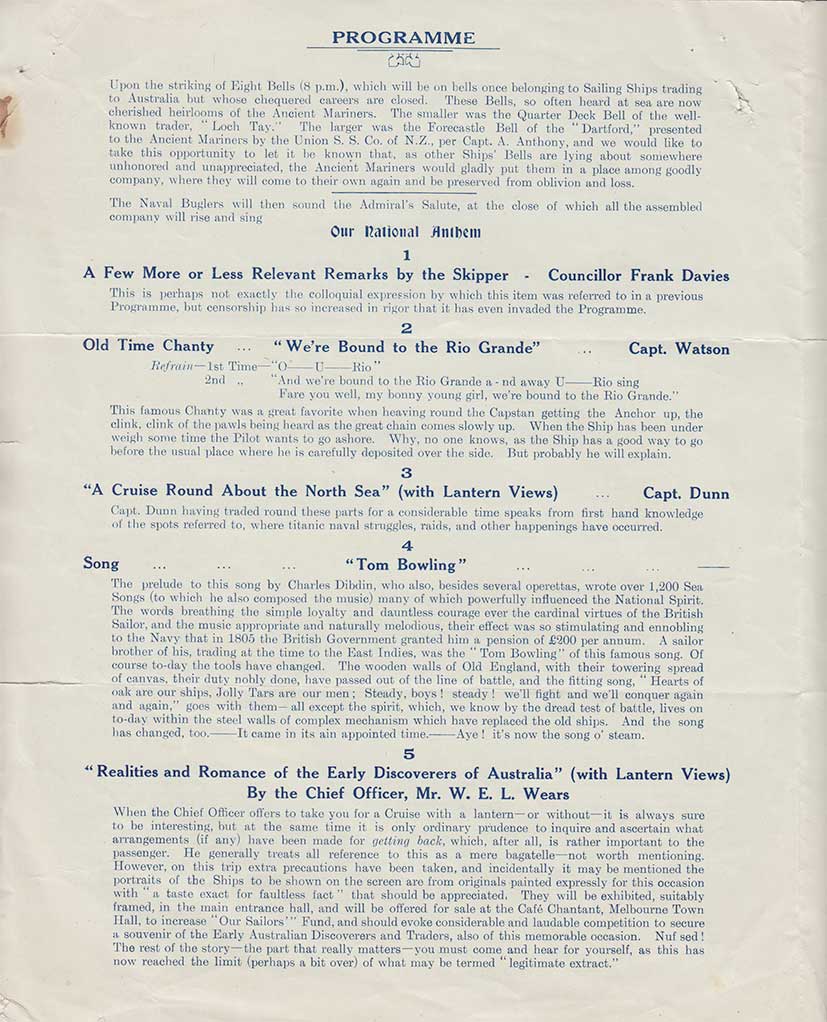 PROGRAMME
Upon the striking of Eight Bells (8 p.m.), which will be on bells once belonging to Sailing Ships trading
to Australia but whose chequered careers are closed. These Bells, so often heard at sea are now
cherished heirlooms of the Ancient Mariners. The smaller was the Quarter Deck Bell of the well-
known trader, "Loch Tay." The larger was the Forecastle Bell of the "Dartford," presented
to the Ancient Mariners by the Union S. S. Co. of N.Z., per Capt. A. Anthony, and we would like to
take this opportunity to let it be known that, as other Ships' Bells are lying about somewhere
unhonored and unappreciated, the Ancient Mariners would gladly put them in a place among goodly
company, where they will come to their own again and be preserved from oblivion and loss.
The Naval Buglers will then sound the Admiral's Salute, at the close of which all the assembled
company will rise and sing
Our National Anthem
1
A Few More or Less Relevant Remarks by the Skipper - Councillor Frank Davies
This is perhaps not exactly the colloquial expression by which this item was referred to in a previous
Programme, but censorship has so increased in rigor that it has even invaded the Programme.
2
Old Time Chanty ... "We're Bound to the Rio Grande" ... Capt. Watson
Refrain—1st Time—"O——U——Rio"
2nd ,, "And we're bound to the Rio Grande a-nd away U——Rio sing
Fare you well, my bonny young girl, we're bound to the Rio Grande."
This famous Chanty was a great favorite when heaving round the Capstan getting the Anchor up, the
clink, clink of the pawls being heard as the great chain comes slowly up. When the Ship has been under
weigh some time the Pilot wants to go ashore. Why, no one knows, as the Ship has a good way to go
before the usual place where he is carefully deposited over the side. But probably he will explain.
3
"A Cruise Round About the North Sea" (with Lantern Views) ... Capt. Dunn
Capt. Dunn having traded round these parts for a considerable time speaks from first hand knowledge
of the spots referred to, where titanic naval struggles, raids, and other happenings have occurred.
4
Song ... ... ... "Tom Bowling" ... ... ... ——
The prelude to this song by Charles Dibdin, who also, besides several operettas, wrote over 1,200 Sea
Songs (to which he also composed the music) many of which powerfully influenced the National Spirit.
The words breathing the simple loyalty and dauntless courage ever the cardinal virtues of the British
Sailor, and the music appropriate and naturally melodious, their effect was so stimulating and ennobling
to the Navy that in 1805 the British Government granted him a pension of £200 per annum. A sailor
brother of his, trading at the time to the East Indies, was the "Tom Bowling" of this famous song. Of
course to-day the tools have changed. The wooden walls of Old England, with their towering spread
of canvas, their duty nobly done, have passed out of the line of battle, and the fitting song, "Hearts of
oak are our ships, Jolly Tars are our men; Steady, boys! steady! we'll fight and we'll conquer again
and again," goes with them—all except the spirit, which, we know by the dread test of battle, lives on
to-day within the steel walls of complex mechanism which have replaced the old ships. And the song
has changed, too.——It came in its ain appointed time.——Aye! it's now the song o' steam.
5
"Realities and Romance of the Early Discoverers of Australia" (with Lantern Views)
By the Chief Officer, Mr. W. E. L. Wears
When the Chief Officer offers to take you for a Cruise with a lantern—or without—it is always sure
to be interesting, but at the same time it is only ordinary prudence to inquire and ascertain what
arrangements (if any) have been made for getting back, which, after all, is rather important to the
passenger. He generally treats all reference to this as a mere bagatelle—not worth mentioning.
However, on this trip extra precautions have been taken, and incidentally it may be mentioned the
portraits of the Ships to be shown on the screen are from originals painted expressly for this occasion
with "a taste exact for faultless fact" that should be appreciated. They will be exhibited, suitably
framed, in the main entrance hall, and will be offered for sale at the Café Chantant, Melbourne Town
Hall, to increase "Our Sailors'" Fund, and should evoke considerable and laudable competition to secure
a souvenir of the Early Australian Discoverers and Traders, also of this memorable occasion. Nuf sed!
The rest of the story—the part that really matters—you must come and hear for yourself, as this has
now reached the limit (perhaps a bit over) of what may be termed "legitimate extract."